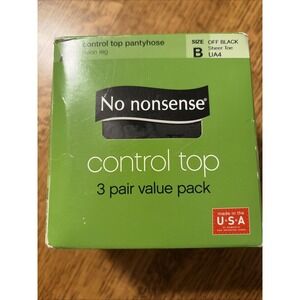 control top pantyhose
SIZE
B
OFF BLACK
Sheer Toe
UA4
No nonsense®
control top
3 pair value pack
made in the
U·S·A